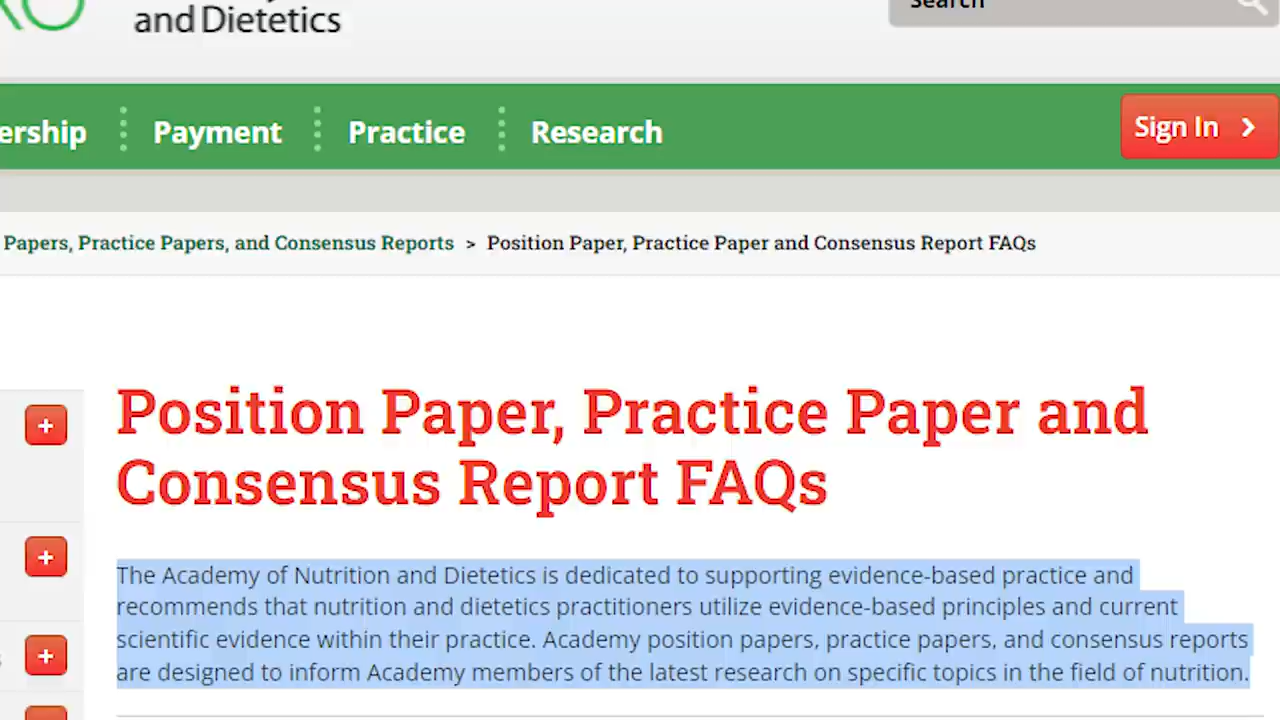 and Dietetics
Search
ership
Payment
Practice
Research
Sign In
Papers, Practice Papers, and Consensus Reports > Position Paper, Practice Paper and Consensus Report FAQs
Position Paper, Practice Paper and
Consensus Report FAQs
The Academy of Nutrition and Dietetics is dedicated to supporting evidence-based practice and
recommends that nutrition and dietetics practitioners utilize evidence-based principles and current
scientific evidence within their practice. Academy position papers, practice papers, and consensus reports
are designed to inform Academy members of the latest research on specific topics in the field of nutrition.